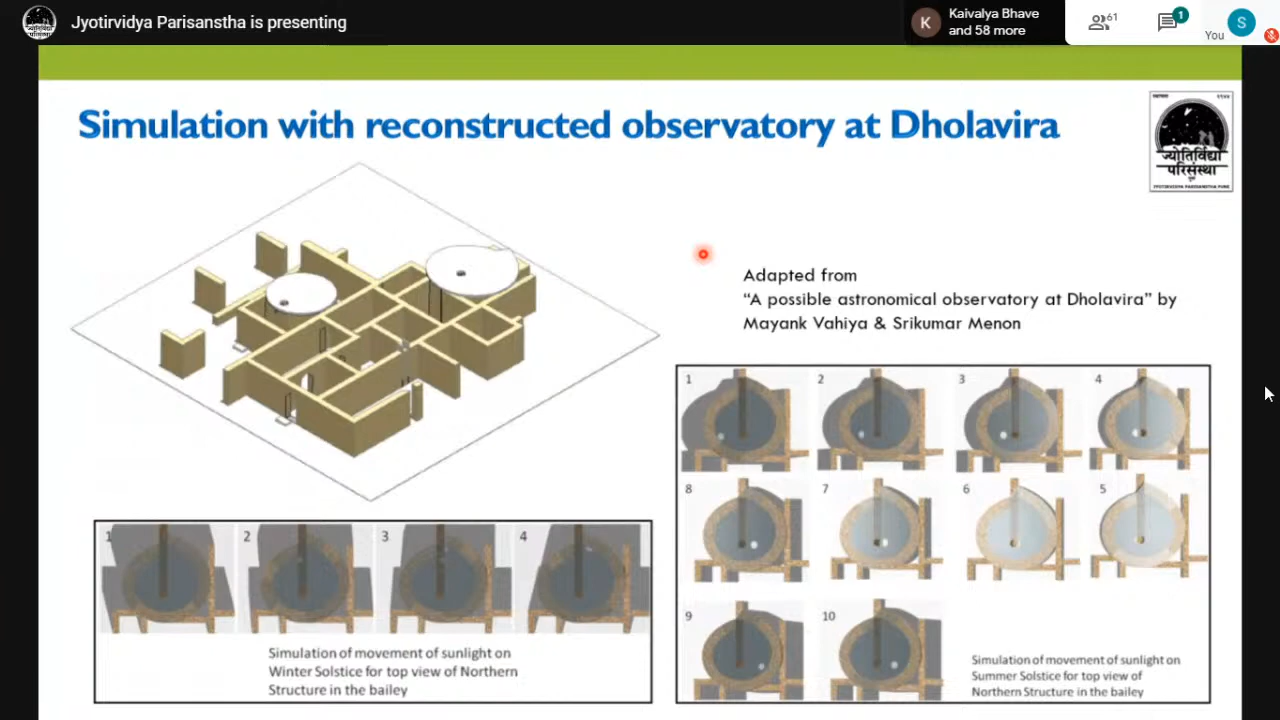 Jyotirvidya Parisanstha is presenting
K
Kaivalya Bhave
and 58 more
61
1
You
S
Simulation with reconstructed observatory at Dholavira
ज्योतिर्विद्या
परिसंस्था
JYOTIRVIDYA PARISANSTHA PUNE
Adapted from
“A possible astronomical observatory at Dholavira” by
Mayank Vahiya & Srikumar Menon
1 2 3 4
8 7 6 5
9 10
Simulation of movement of sunlight on
Summer Solstice for top view of
Northern Structure in the bailey
1 2 3 4
Simulation of movement of sunlight on
Winter Solstice for top view of Northern
Structure in the bailey